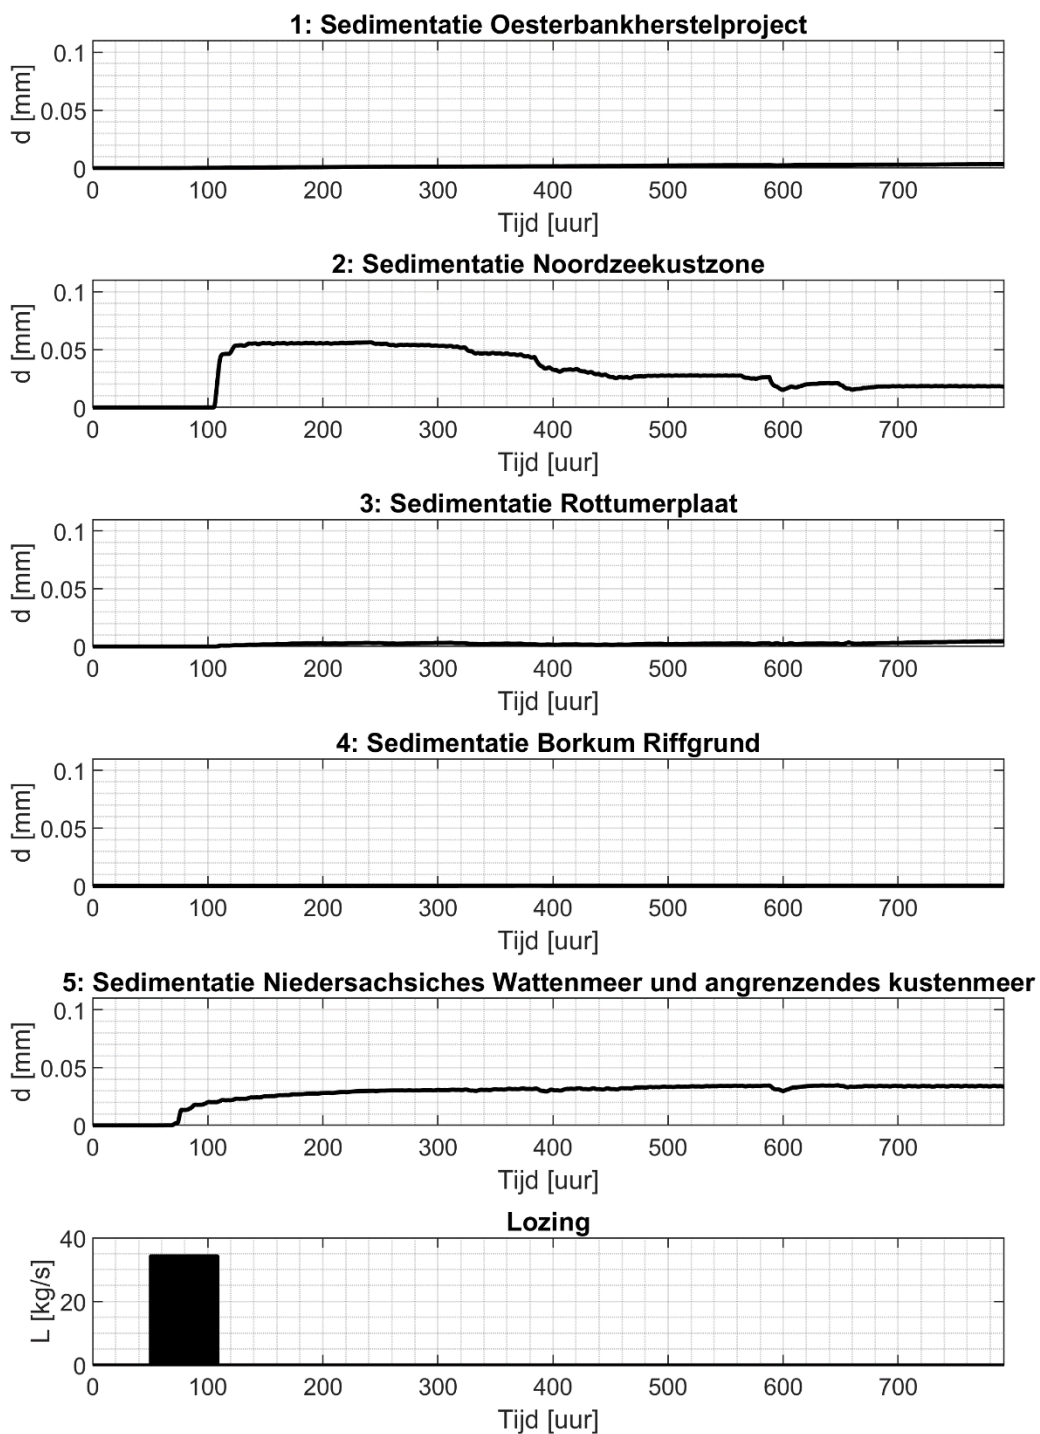 1: Sedimentatie Oesterbankherstelproject
0.1
0.05
0
d [mm]
0 100 200 300 400 500 600 700
Tijd [uur]
2: Sedimentatie Noordzeekustzone
0.1
0.05
0
d [mm]
0 100 200 300 400 500 600 700
Tijd [uur]
3: Sedimentatie Rottumerplaat
0.1
0.05
0
d [mm]
0 100 200 300 400 500 600 700
Tijd [uur]
4: Sedimentatie Borkum Riffgrund
0.1
0.05
0
d [mm]
0 100 200 300 400 500 600 700
Tijd [uur]
5: Sedimentatie Niedersachsiches Wattenmeer und angrenzendes kustenmeer
0.1
0.05
0
d [mm]
0 100 200 300 400 500 600 700
Tijd [uur]
Lozing
40
20
0
L [kg/s]
0 100 200 300 400 500 600 700
Tijd [uur]